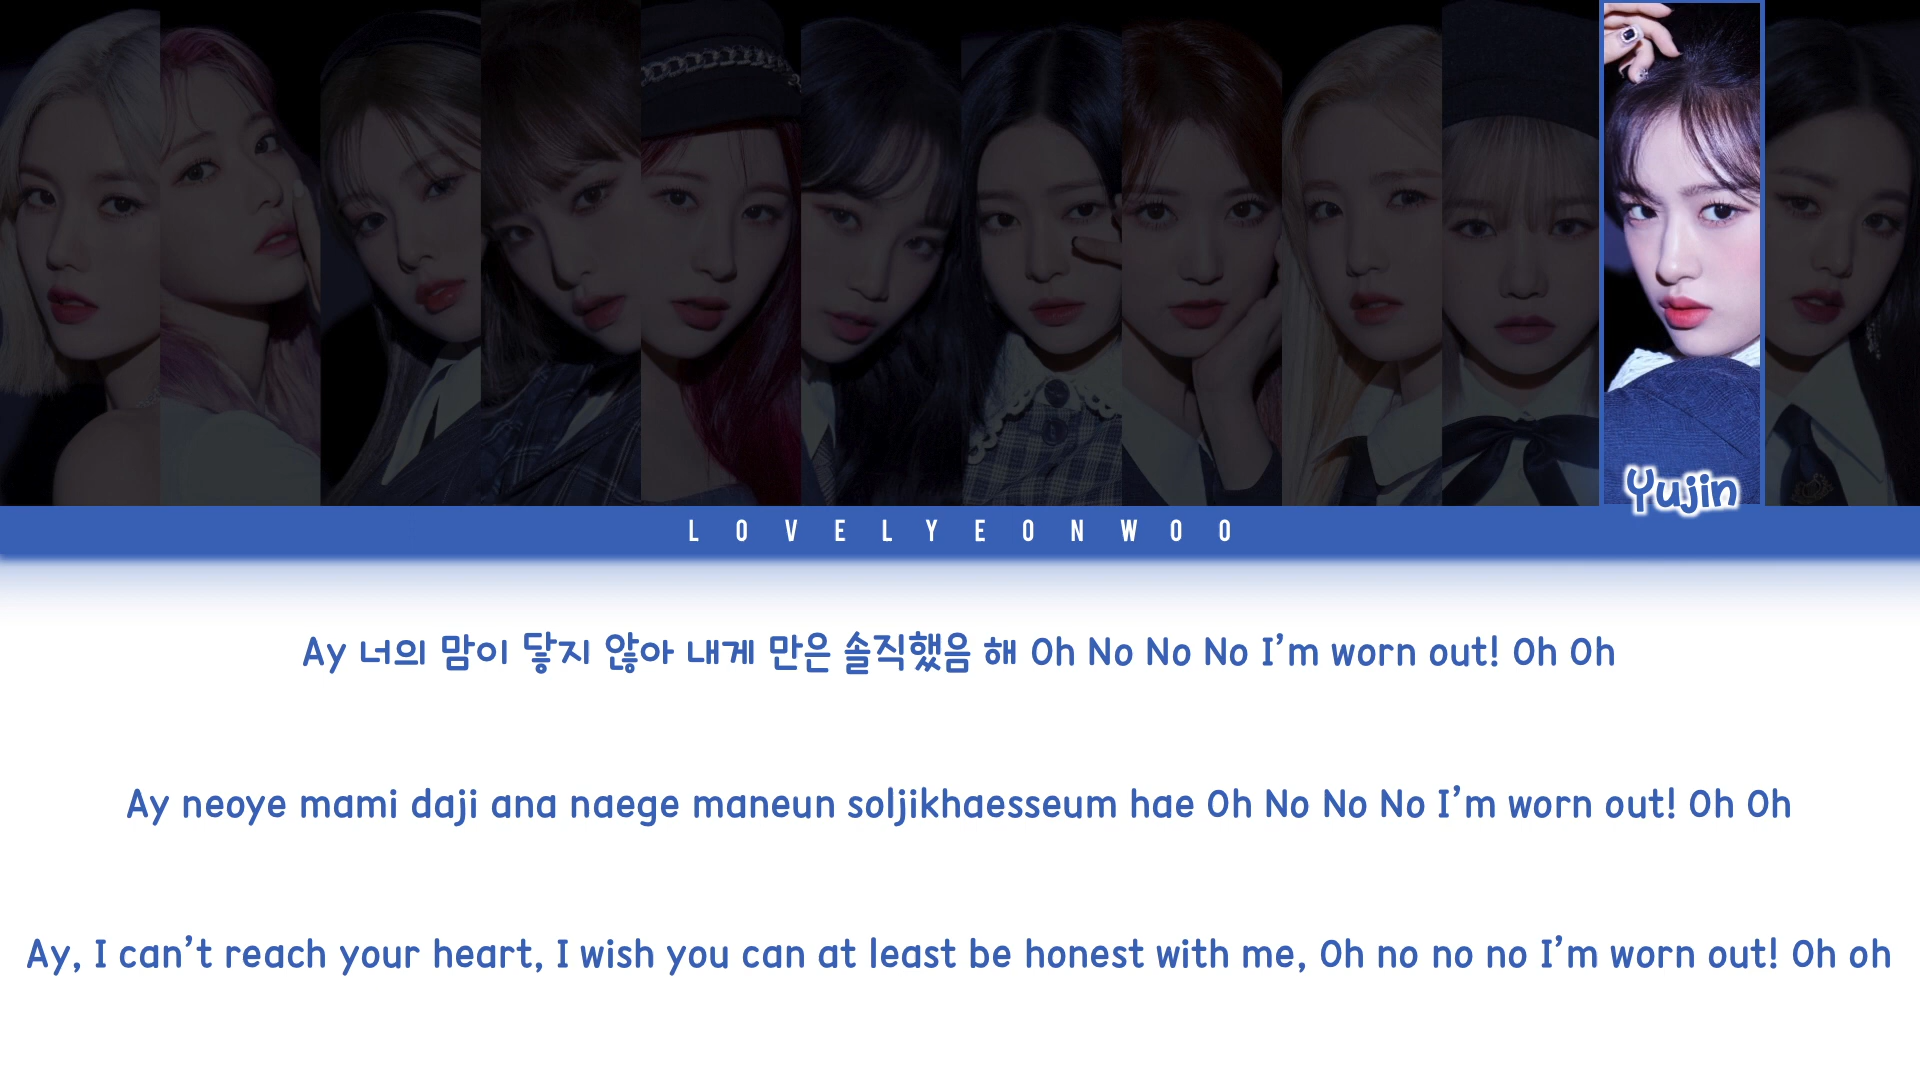 Yujin
LOVELYEONWOO
Ay 너의 맘이 닿지 않아 내게 만은 솔직했음 해 Oh No No No I’m worn out! Oh Oh
Ay neoye mami daji ana naege maneun soljikhaesseum hae Oh No No No I’m worn out! Oh Oh
Ay, I can’t reach your heart, I wish you can at least be honest with me, Oh no no no I’m worn out! Oh oh